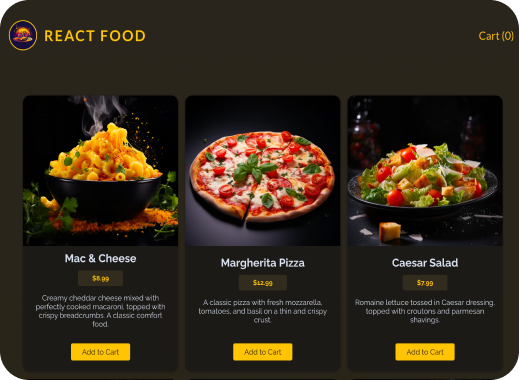 REACT FOOD
Cart (0)
Mac & Cheese
$8.99
Creamy cheddar cheese mixed with
perfectly cooked macaroni, topped with
crispy breadcrumbs. A classic comfort
food.
Add to Cart
Margherita Pizza
$12.99
A classic pizza with fresh mozzarella,
tomatoes, and basil on a thin and crispy
crust.
Add to Cart
Caesar Salad
$7.99
Romaine lettuce tossed in Caesar dressing,
topped with croutons and parmesan
shavings.
Add to Cart